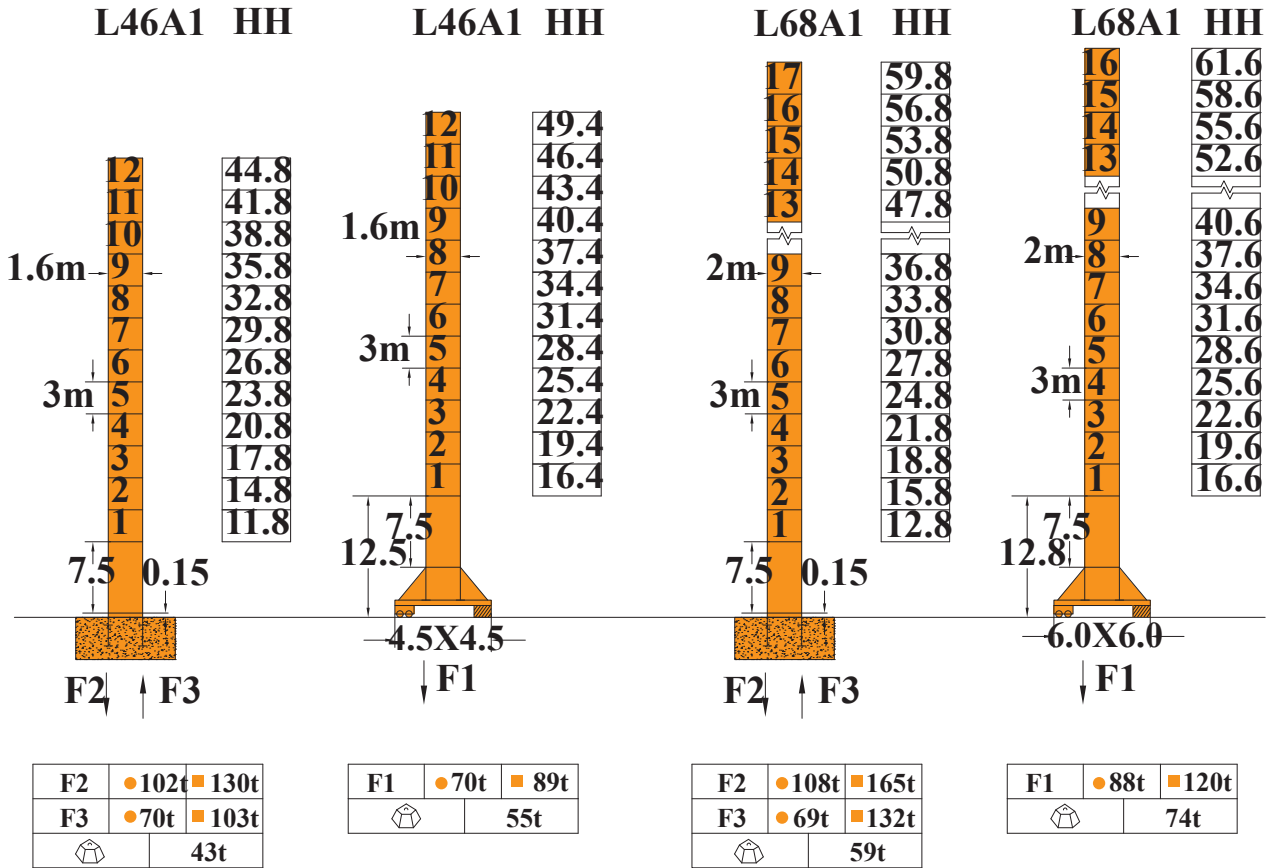 L46A1 HH
12 44.8
11 41.8
10 38.8
9 35.8
8 32.8
7 29.8
6 26.8
5 23.8
4 20.8
3 17.8
2 14.8
1 11.8
1.6m
3m
7.5 0.15
F2 F3
F2 102t 130t
F3 70t 103t
43t
L46A1 HH
12 49.4
11 46.4
10 43.4
9 40.4
8 37.4
7 34.4
6 31.4
5 28.4
4 25.4
3 22.4
2 19.4
1 16.4
1.6m
3m
7.5
12.5
4.5X4.5
F1
F1 70t 89t
55t
L68A1 HH
17 59.8
16 56.8
15 53.8
14 50.8
13 47.8
9 36.8
8 33.8
7 30.8
6 27.8
5 24.8
4 21.8
3 18.8
2 15.8
1 12.8
2m
3m
7.5 0.15
F2 F3
F2 108t 165t
F3 69t 132t
59t
L68A1 HH
16 61.6
15 58.6
14 55.6
13 52.6
9 40.6
8 37.6
7 34.6
6 31.6
5 28.6
4 25.6
3 22.6
2 19.6
1 16.6
2m
3m
7.5
12.8
6.0X6.0
F1
F1 88t 120t
74t